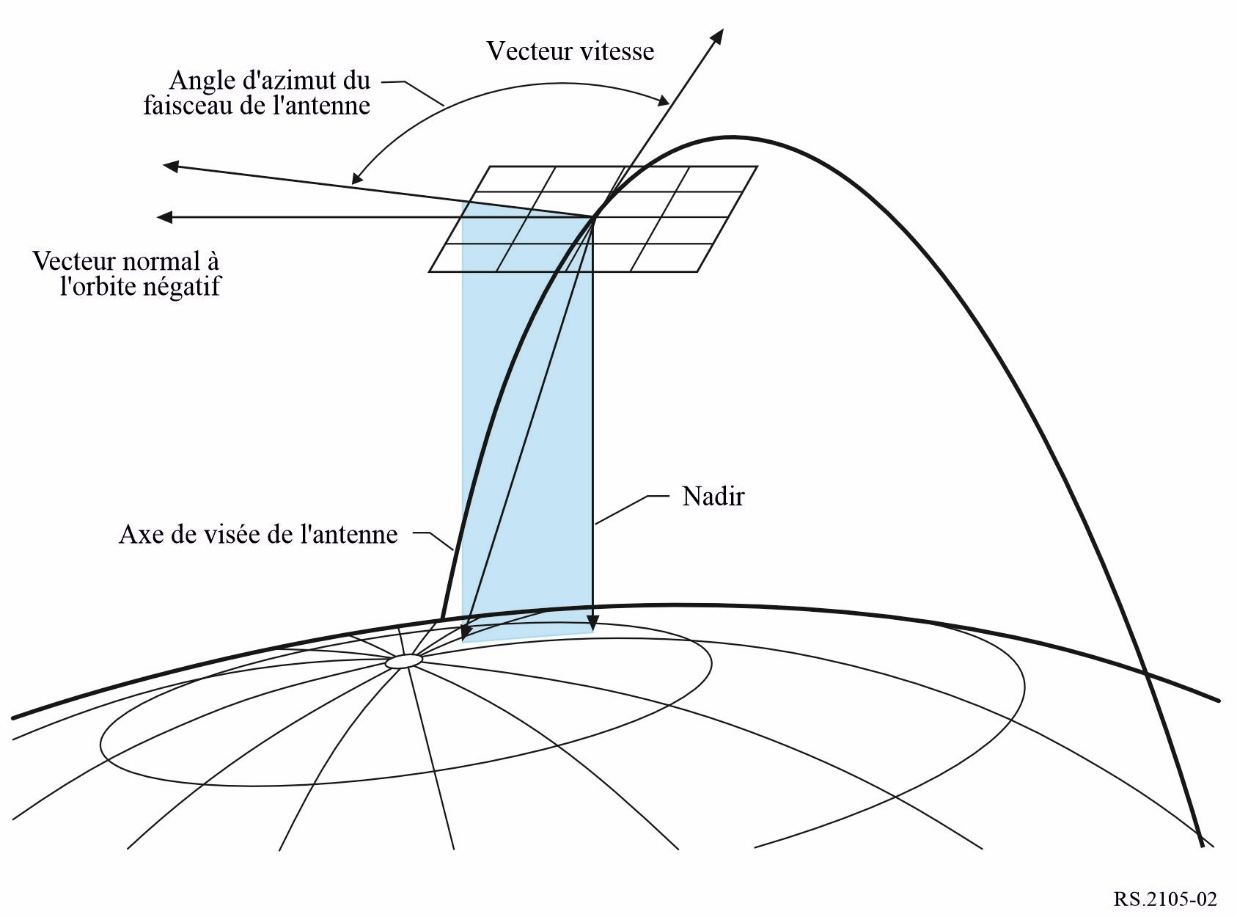 Vecteur vitesse
Angle d'azimut du
faisceau de l'antenne
Vecteur normal à
l'orbite négatif
Nadir
Axe de visée de l'antenne
RS.2105-02